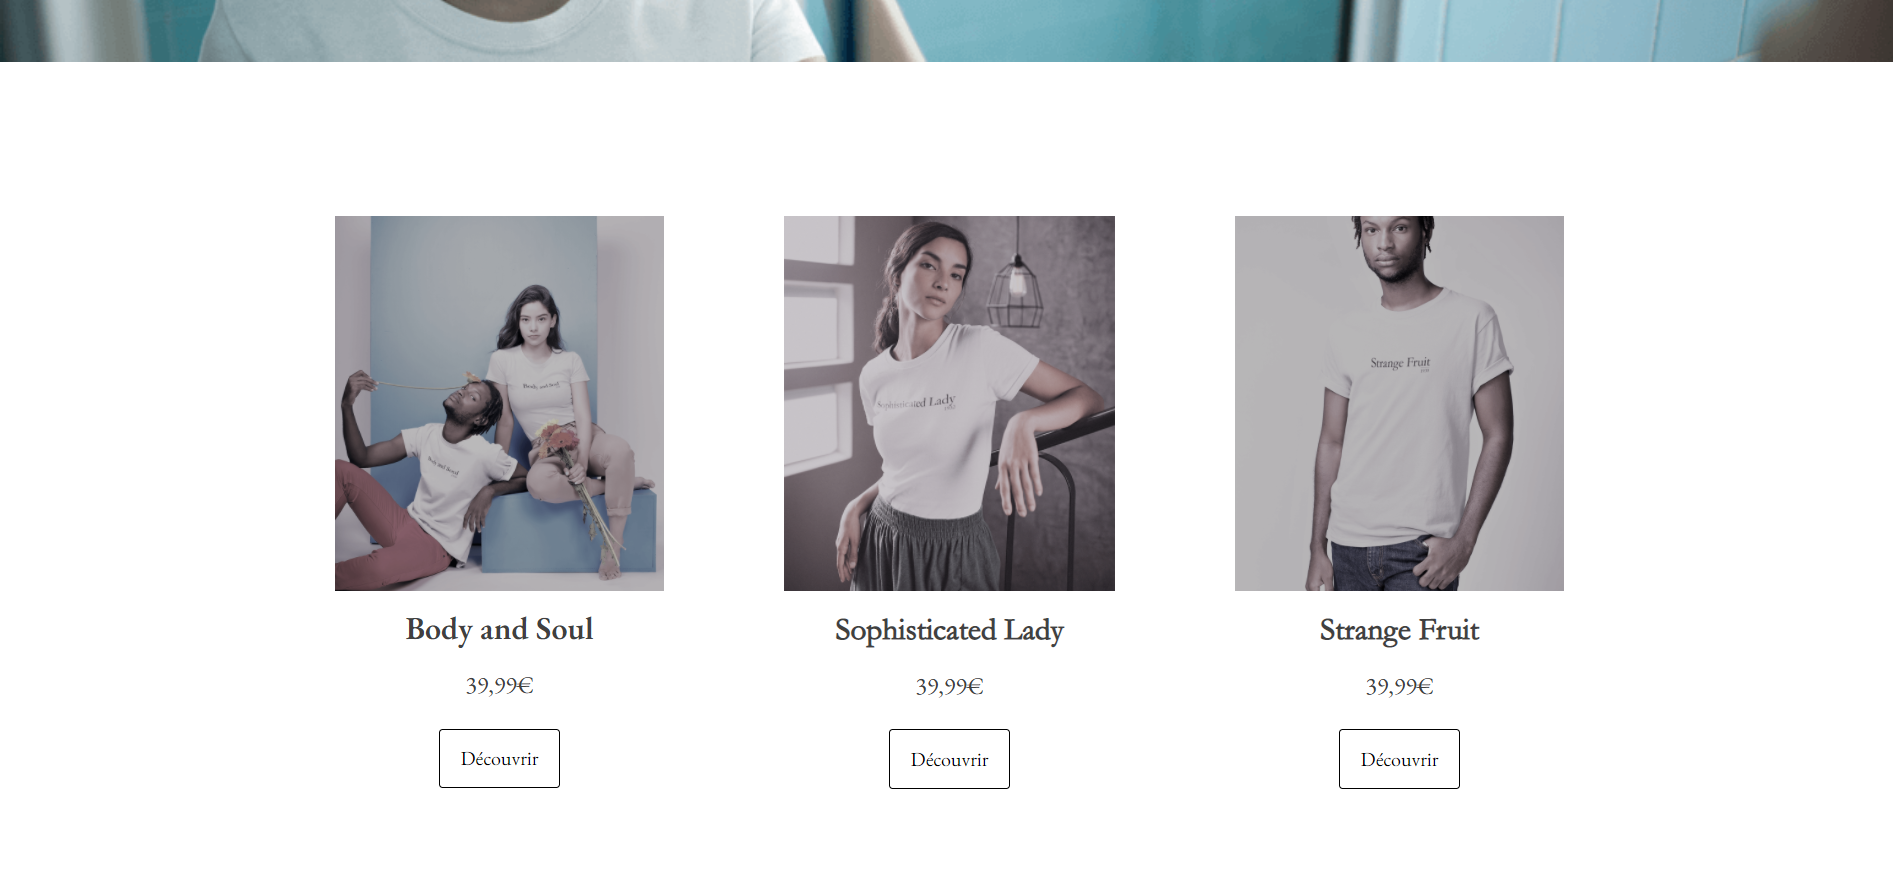 Body and Soul
Body and Soul
Sophisticated Lady
Strange Fruit
Body and Soul
Sophisticated Lady
Strange Fruit
39,99€
39,99€
39,99€
Découvrir
Découvrir
Découvrir